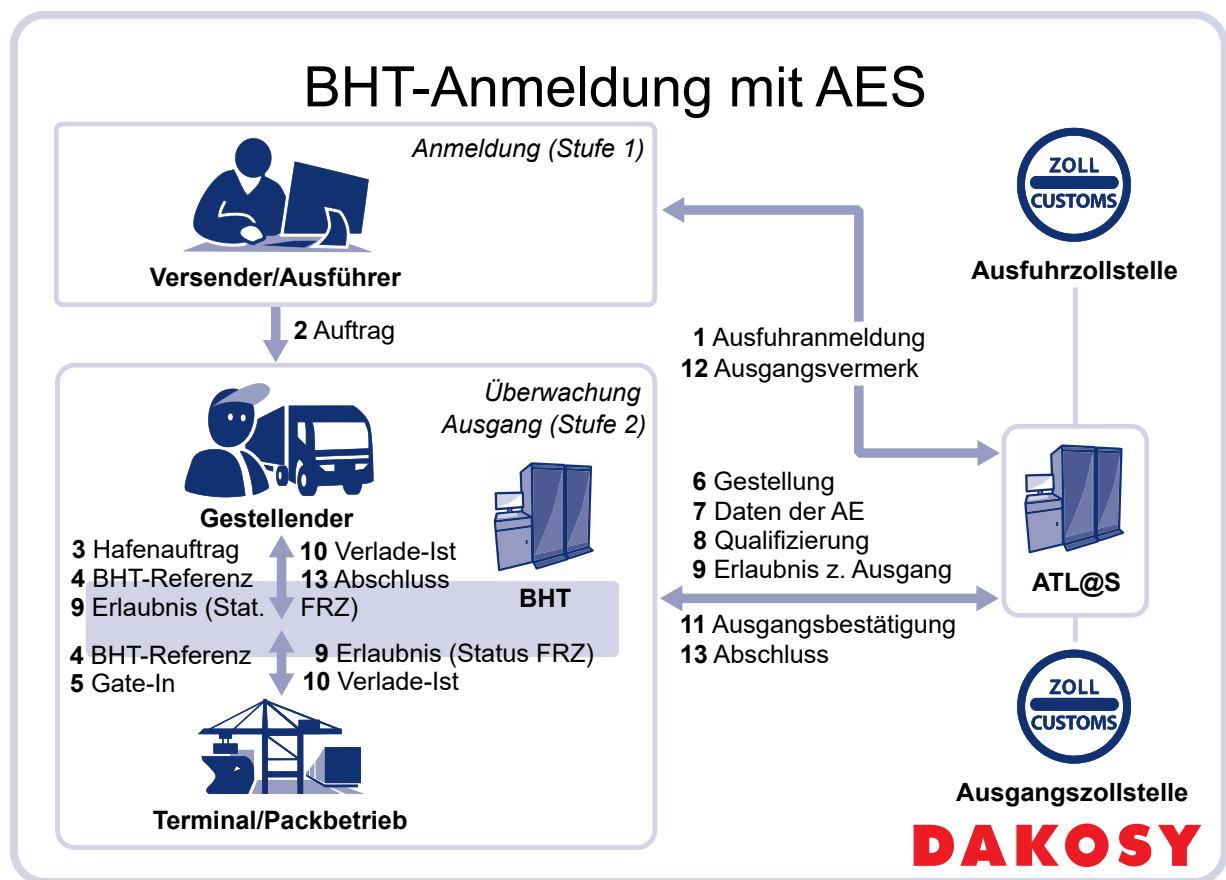 BHT-Anmeldung mit AES
Anmeldung (Stufe 1)
Versender/Ausführer
2 Auftrag
Überwachung
Ausgang (Stufe 2)
Gestellender
3 Hafenauftrag
4 BHT-Referenz
9 Erlaubnis (Stat. FRZ)
10 Verlade-Ist
13 Abschluss
BHT
4 BHT-Referenz
5 Gate-In
9 Erlaubnis (Status FRZ)
10 Verlade-Ist
Terminal/Packbetrieb
1 Ausfuhranmeldung
12 Ausgangsvermerk
6 Gestellung
7 Daten der AE
8 Qualifizierung
9 Erlaubnis z. Ausgang
11 Ausgangsbestätigung
13 Abschluss
ZOLL
CUSTOMS
Ausfuhrzollstelle
ATL@S
ZOLL
CUSTOMS
Ausgangszollstelle
DAKOSY